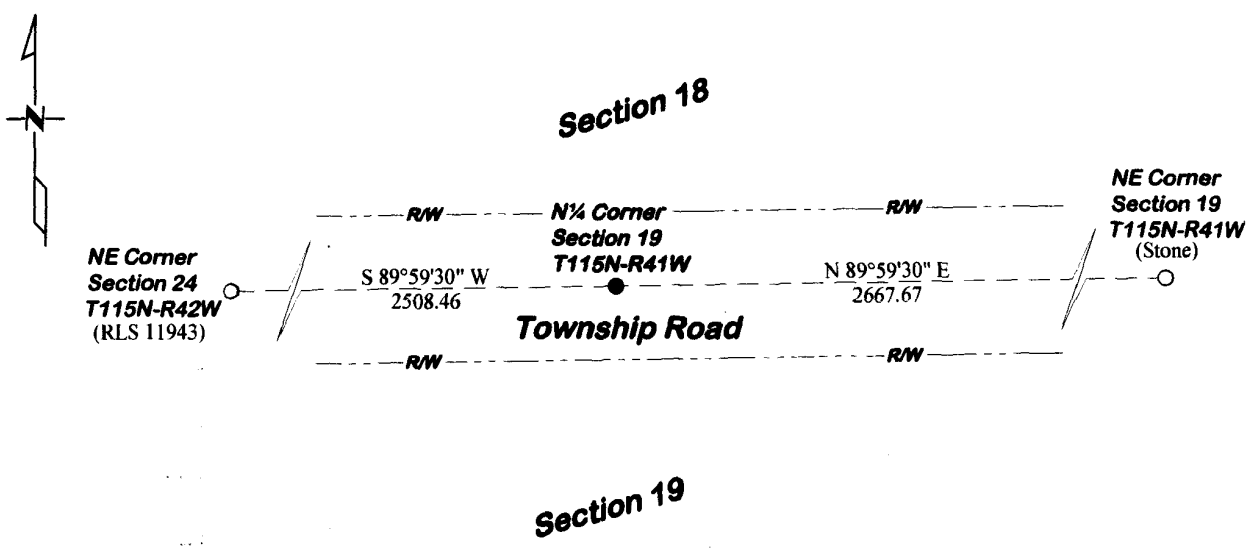 N
Section 18
NE Corner
Section 19
T115N-R41W
(Stone)
R/W
N¼ Corner
Section 19
T115N-R41W
R/W
NE Corner
Section 24
T115N-R42W
(RLS 11943)
S 89°59'30" W
2508.46
N 89°59'30" E
2667.67
Township Road
R/W
R/W
Section 19